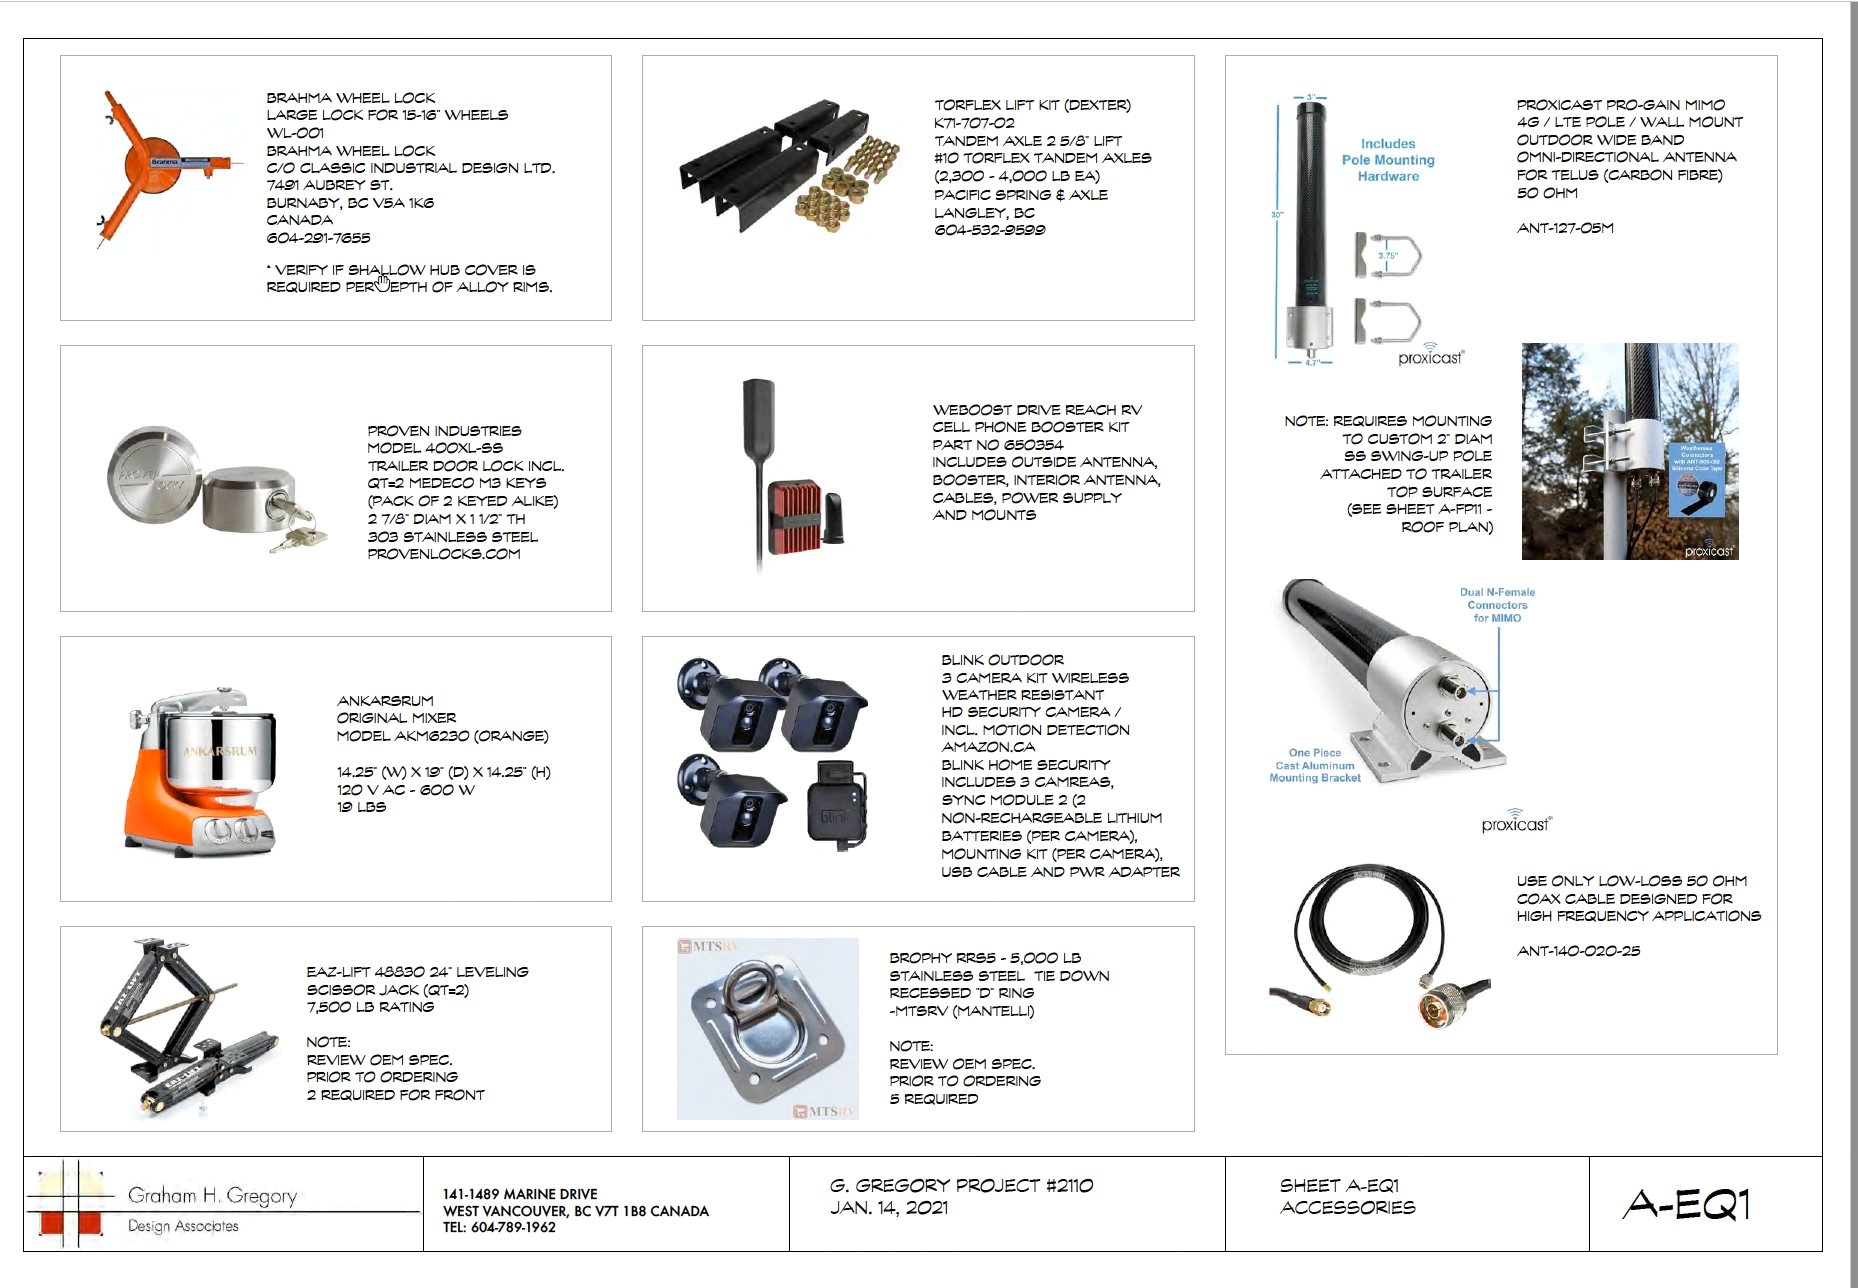 BRAHMA WHEEL LOCK
LARGE LOCK FOR 15-16" WHEELS
WL-001
BRAHMA WHEEL LOCK
C/O CLASSIC INDUSTRIAL DESIGN LTD.
7491 AUBREY ST.
BURNABY, BC V5A 1K6
CANADA
604-291-7655
* VERIFY IF SHALLOW HUB COVER IS
REQUIRED PER DEPTH OF ALLOY RIMS.
Brahma
TORFLEX LIFT KIT (DEXTER)
K71-707-02
TANDEM AXLE 2 5/8" LIFT
#10 TORFLEX TANDEM AXLES
(2,300 - 4,000 LB EA)
PACIFIC SPRING & AXLE
LANGLEY, BC
604-532-9599
3"
30"
Includes
Pole Mounting
Hardware
3.75"
4.7"
proxicast®
PROXICAST PRO-GAIN MIMO
4G / LTE POLE / WALL MOUNT
OUTDOOR WIDE BAND
OMNI-DIRECTIONAL ANTENNA
FOR TELUS (CARBON FIBRE)
50 OHM
ANT-127-05M
PROVEN
LOCKS
PROVEN INDUSTRIES
MODEL 400XL-SS
TRAILER DOOR LOCK INCL.
QT=2 MEDECO M3 KEYS
(PACK OF 2 KEYED ALIKE)
2 7/8" DIAM X 1 1/2" TH
303 STAINLESS STEEL
PROVENLOCKS.COM
WEBOOST DRIVE REACH RV
CELL PHONE BOOSTER KIT
PART NO 650354
INCLUDES OUTSIDE ANTENNA,
BOOSTER, INTERIOR ANTENNA,
CABLES, POWER SUPPLY
AND MOUNTS
NOTE: REQUIRES MOUNTING
TO CUSTOM 2" DIAM
SS SWING-UP POLE
ATTACHED TO TRAILER
TOP SURFACE
(SEE SHEET A-FP11 -
ROOF PLAN)
Connectors
proxicast®
Dual N-Female
Connectors
for MIMO
One Piece
Cast Aluminum
Mounting Bracket
proxicast®
ANKARSRUM
ANKARSRUM
ORIGINAL MIXER
MODEL AKM6230 (ORANGE)
14.25" (W) X 19" (D) X 14.25" (H)
120 V AC - 600 W
19 LBS
blink
BLINK OUTDOOR
3 CAMERA KIT WIRELESS
WEATHER RESISTANT
HD SECURITY CAMERA /
INCL. MOTION DETECTION
AMAZON.CA
BLINK HOME SECURITY
INCLUDES 3 CAMREAS,
SYNC MODULE 2 (2
NON-RECHARGEABLE LITHIUM
BATTERIES (PER CAMERA),
MOUNTING KIT (PER CAMERA),
USB CABLE AND PWR ADAPTER
USE ONLY LOW-LOSS 50 OHM
COAX CABLE DESIGNED FOR
HIGH FREQUENCY APPLICATIONS
ANT-140-020-25
EAZ-LIFT
EAZ-LIFT
EAZ-LIFT 48830 24" LEVELING
SCISSOR JACK (QT=2)
7,500 LB RATING
NOTE:
REVIEW OEM SPEC.
PRIOR TO ORDERING
2 REQUIRED FOR FRONT
MTSRV
MTSRV
BROPHY RRS5 - 5,000 LB
STAINLESS STEEL TIE DOWN
RECESSED "D" RING
-MTSRV (MANTELLI)
NOTE:
REVIEW OEM SPEC.
PRIOR TO ORDERING
5 REQUIRED
Graham H. Gregory
Design Associates
141-1489 MARINE DRIVE
WEST VANCOUVER, BC V7T 1B8 CANADA
TEL: 604-789-1962
G. GREGORY PROJECT #2110
JAN. 14, 2021
SHEET A-EQ1
ACCESSORIES
A-EQ1